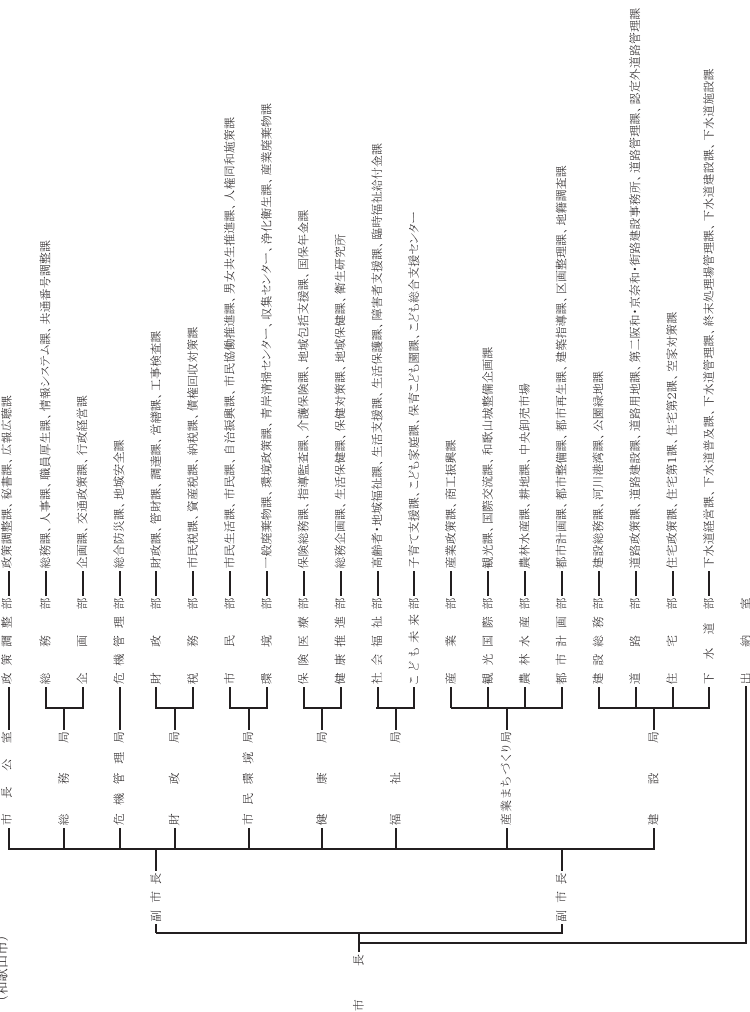 (和歌山市)
市長
副市長
副市長
市長公室
政策調整部
政策調整課、秘書課、広報広聴課
総務局
総務部
総務課、人事課、職員厚生課、情報システム課、共通番号調整課
企画部
企画課、交通政策課、行政経営課
危機管理局
危機管理部
総合防災課、地域安全課
財政局
財政部
財政課、管財課、調達課、営繕課、工事検査課
税務部
市民税課、資産税課、納税課、債権回収対策課
市民環境局
市民部
市民生活課、市民課、自治振興課、市民協働推進課、男女共生推進課、人権同和施策課
環境部
一般廃棄物課、環境政策課、青岸清掃センター、収集センター、浄化衛生課、産業廃棄物課
健康局
保険医療部
保険総務課、指導監査課、介護保険課、地域包括支援課、国保年金課
健康推進部
総務企画課、生活保健課、保健対策課、地域保健課、衛生研究所
福祉局
社会福祉部
高齢者・地域福祉課、生活支援課、生活保護課、障害者支援課、臨時福祉給付金課
こども未来部
子育て支援課、こども家庭課、保育こども園課、こども総合支援センター
産業まちづくり局
産業部
産業政策課、商工振興課
観光国際部
観光課、国際交流課、和歌山城整備企画課
農林水産部
農林水産課、耕地課、中央卸売市場
都市計画部
都市計画課、都市整備課、都市再生課、建築指導課、区画整理課、地籍調査課
建設局
建設総務部
建設総務課、河川港湾課、公園緑地課
道路部
道路政策課、道路建設課、道路用地課、第二阪和・京奈和・街路建設事務所、道路管理課、認定外道路管理課
住宅部
住宅政策課、住宅第1課、住宅第2課、空家対策課
下水道部
下水道経営課、下水道普及課、下水道管理課、終末処理場管理課、下水道建設課、下水道施設課
出納室